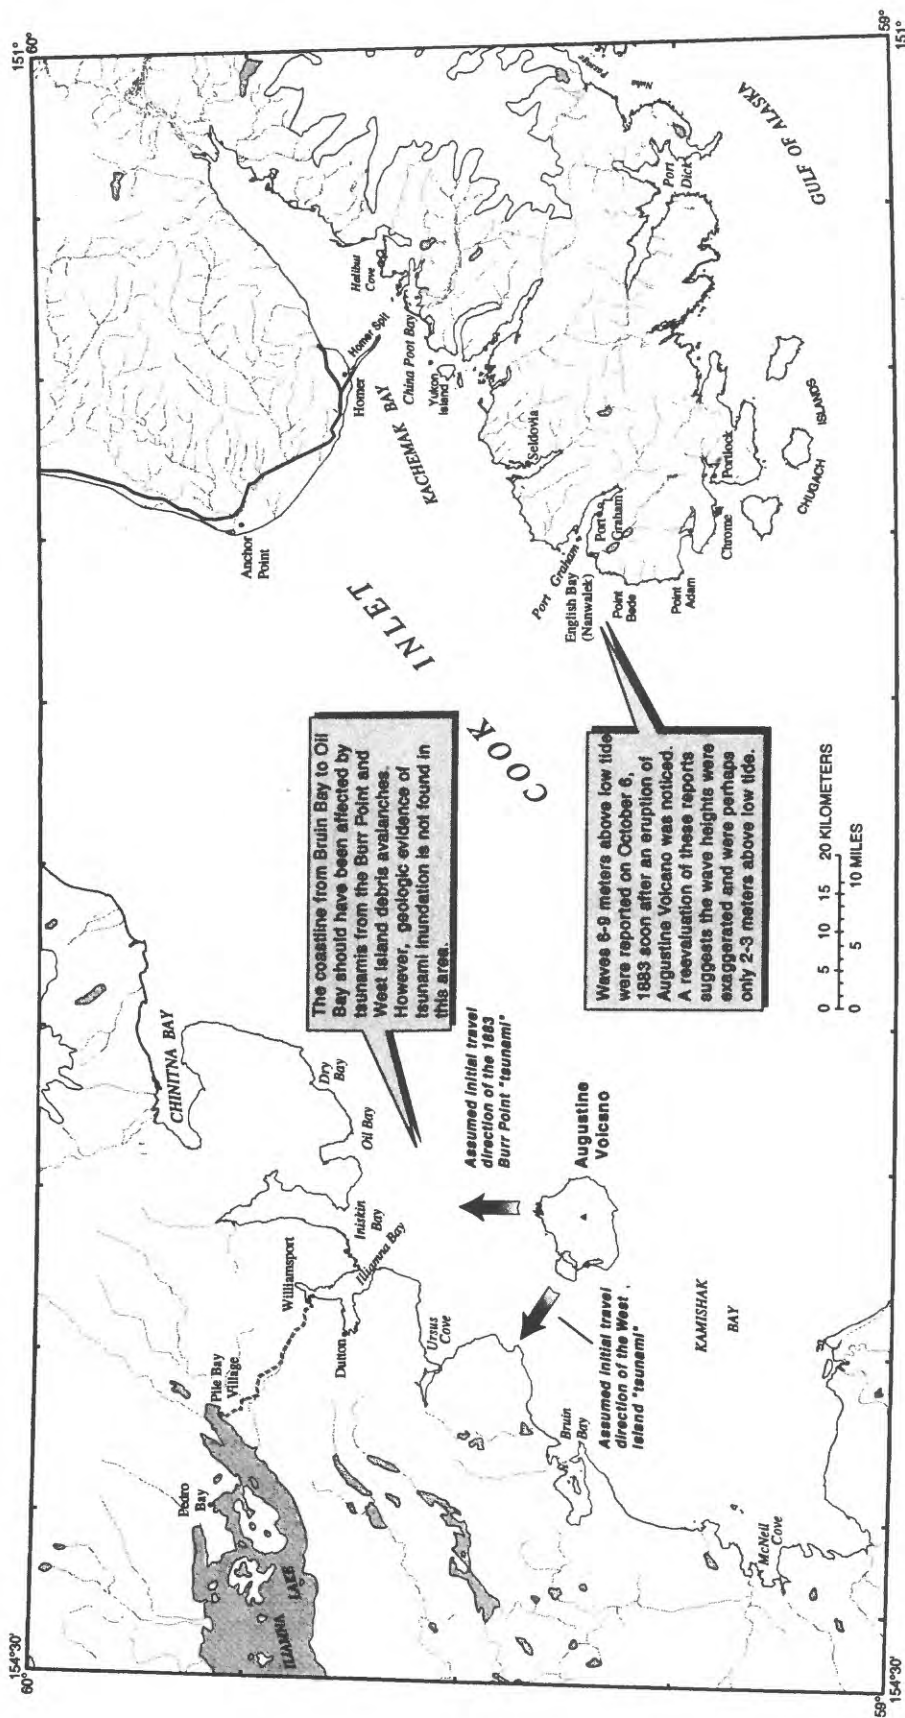 154°30'
60°
151°
60°
CHINITNA BAY
Pile Bay
Village
Pedro
Bay
ILIAMNA
LAKE
Williamsport
Dutton
Iniskin
Bay
Iliamna Bay
Oil Bay
Dry
Bay
Ursus
Cove
Bruin
Bay
McNeil
Cove
KAMISHAK
BAY
Augustine
Volcano
Assumed initial travel
direction of the 1883
Burr Point "tsunami"
Assumed initial travel
direction of the West
Island "tsunami"
The coastline from Bruin Bay to Oil
Bay should have been affected by
tsunamis from the Burr Point and
West Island debris avalanches.
However, geologic evidence of
tsunami inundation is not found in
this area.
Waves 6-9 meters above low tide
were reported on October 6,
1883 soon after an eruption of
Augustine Volcano was noticed.
A reevaluation of these reports
suggests the wave heights were
exaggerated and were perhaps
only 2-3 meters above low tide.
COOK INLET
Anchor
Point
Homer
Homer Spit
KACHEMAK BAY
Halibut
Cove
China Poot Bay
Yukon
Island
Seldovia
Port Graham
English Bay
(Nanwalek)
Port
Graham
Point
Bede
Point
Adam
Chrome
Portlock
CHUGACH ISLANDS
Port
Dick
Nuka
Passage
GULF OF ALASKA
0 5 10 15 20 KILOMETERS
0 5 10 MILES
59°
154°30'
59°
151°